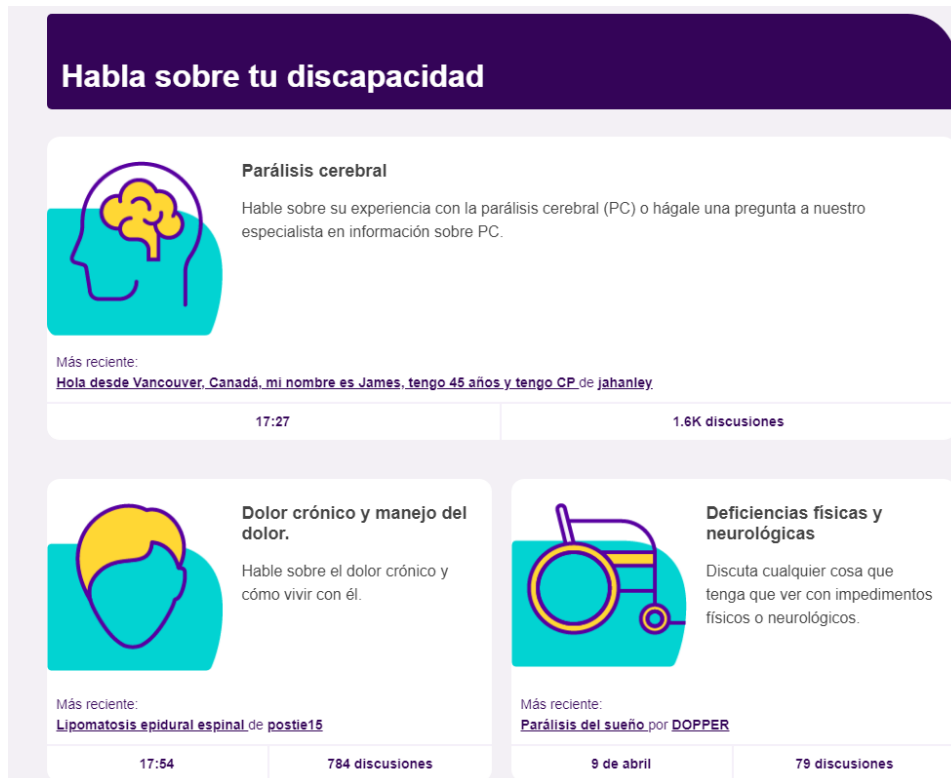 Habla sobre tu discapacidad
Parálisis cerebral
Hable sobre su experiencia con la parálisis cerebral (PC) o hágale una pregunta a nuestro
especialista en información sobre PC.
Más reciente:
Hola desde Vancouver, Canadá, mi nombre es James, tengo 45 años y tengo CP de jahanley
17:27
1.6K discusiones
Dolor crónico y manejo del
dolor.
Hable sobre el dolor crónico y
cómo vivir con él.
Más reciente:
Lipomatosis epidural espinal de postie15
17:54
784 discusiones
Deficiencias físicas y
neurológicas
Discuta cualquier cosa que
tenga que ver con impedimentos
físicos o neurológicos.
Más reciente:
Parálisis del sueño por DOPPER
9 de abril
79 discusiones